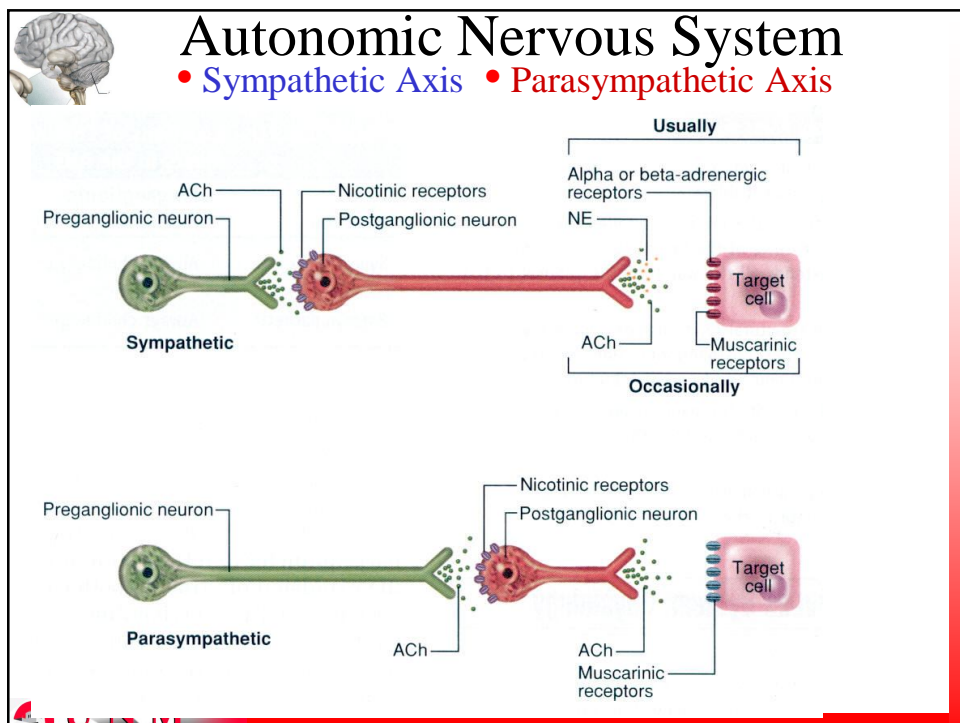 Autonomic Nervous System
• Sympathetic Axis • Parasympathetic Axis
Usually
Alpha or beta-adrenergic
receptors
ACh
Nicotinic receptors
Preganglionic neuron
Postganglionic neuron
NE
Target
cell
Sympathetic
ACh
Muscarinic
receptors
Occasionally
Nicotinic receptors
Preganglionic neuron
Postganglionic neuron
Target
cell
Parasympathetic
ACh
ACh
Muscarinic
receptors